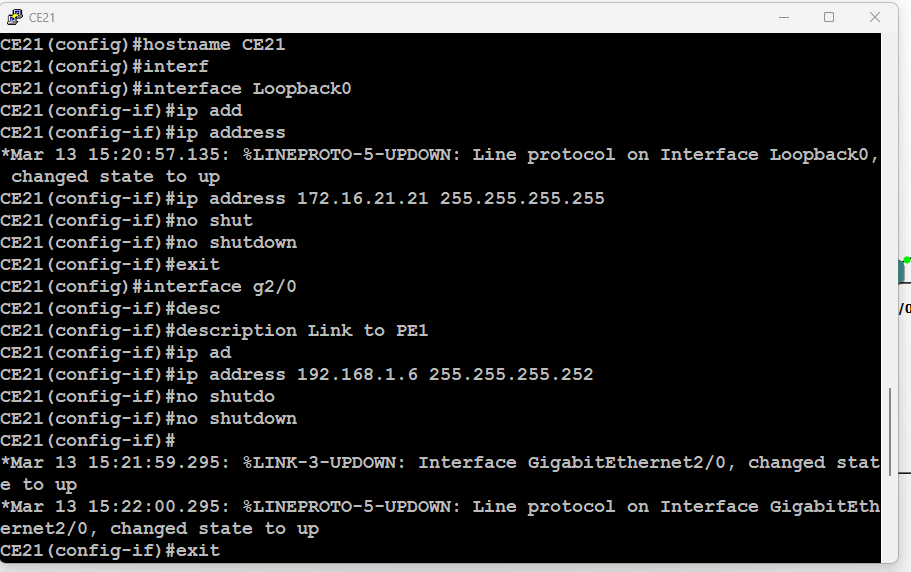 CE21
CE21(config)#hostname CE21
CE21(config)#interf
CE21(config)#interface Loopback0
CE21(config-if)#ip add
CE21(config-if)#ip address
*Mar 13 15:20:57.135: %LINEPROTO-5-UPDOWN: Line protocol on Interface Loopback0,
 changed state to up
CE21(config-if)#ip address 172.16.21.21 255.255.255.255
CE21(config-if)#no shut
CE21(config-if)#no shutdown
CE21(config-if)#exit
CE21(config)#interface g2/0
CE21(config-if)#desc
CE21(config-if)#description Link to PE1
CE21(config-if)#ip ad
CE21(config-if)#ip address 192.168.1.6 255.255.255.252
CE21(config-if)#no shutdo
CE21(config-if)#no shutdown
CE21(config-if)#
*Mar 13 15:21:59.295: %LINK-3-UPDOWN: Interface GigabitEthernet2/0, changed stat
e to up
*Mar 13 15:22:00.295: %LINEPROTO-5-UPDOWN: Line protocol on Interface GigabitEth
ernet2/0, changed state to up
CE21(config-if)#exit